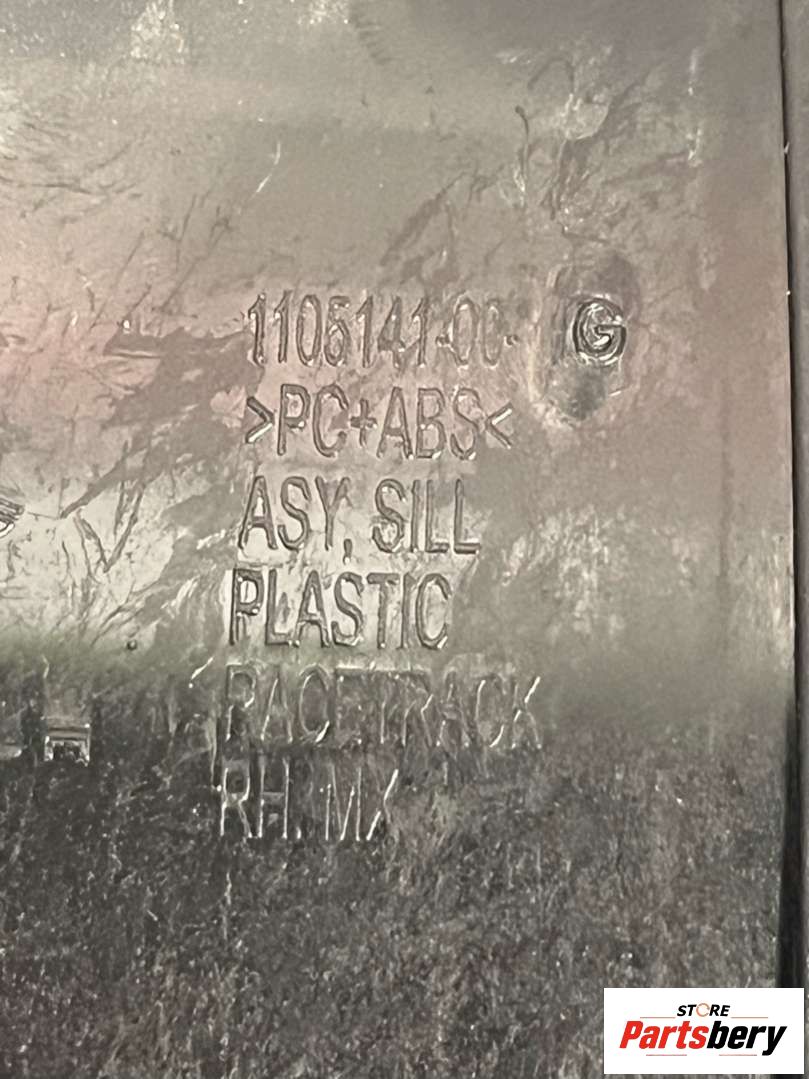 1105141-00-G
>PC+ABS<
ASY, SILL
PLASTIC
RACETRACK
RH, MX
STORE
Partsbery